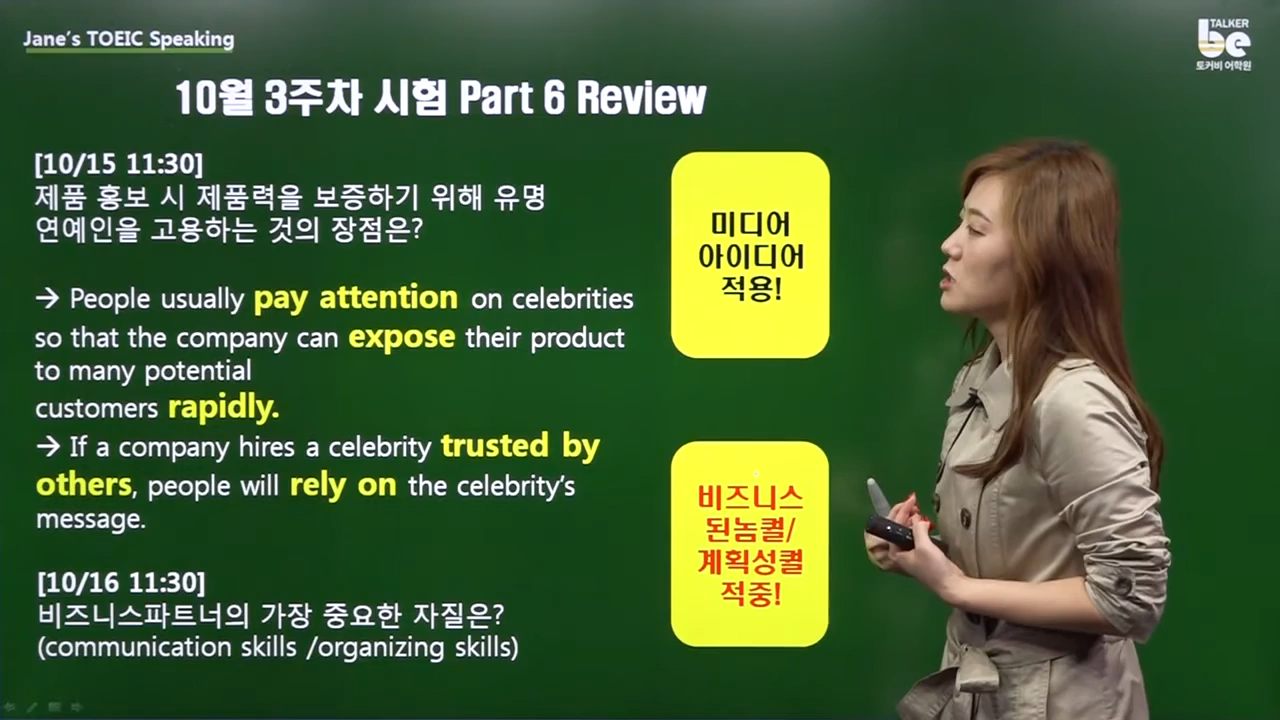 Jane's TOEIC Speaking
TALKER
be
토커비 어학원
10월 3주차 시험 Part 6 Review
[10/15 11:30]
제품 홍보 시 제품력을 보증하기 위해 유명
연예인을 고용하는 것의 장점은?
→ People usually pay attention on celebrities
so that the company can expose their product
to many potential
customers rapidly.
→ If a company hires a celebrity trusted by
others, people will rely on the celebrity's
message.
[10/16 11:30]
비즈니스파트너의 가장 중요한 자질은?
(communication skills /organizing skills)
미디어
아이디어
적용!
비즈니스
된놈퀄/
계획성퀄
적중!